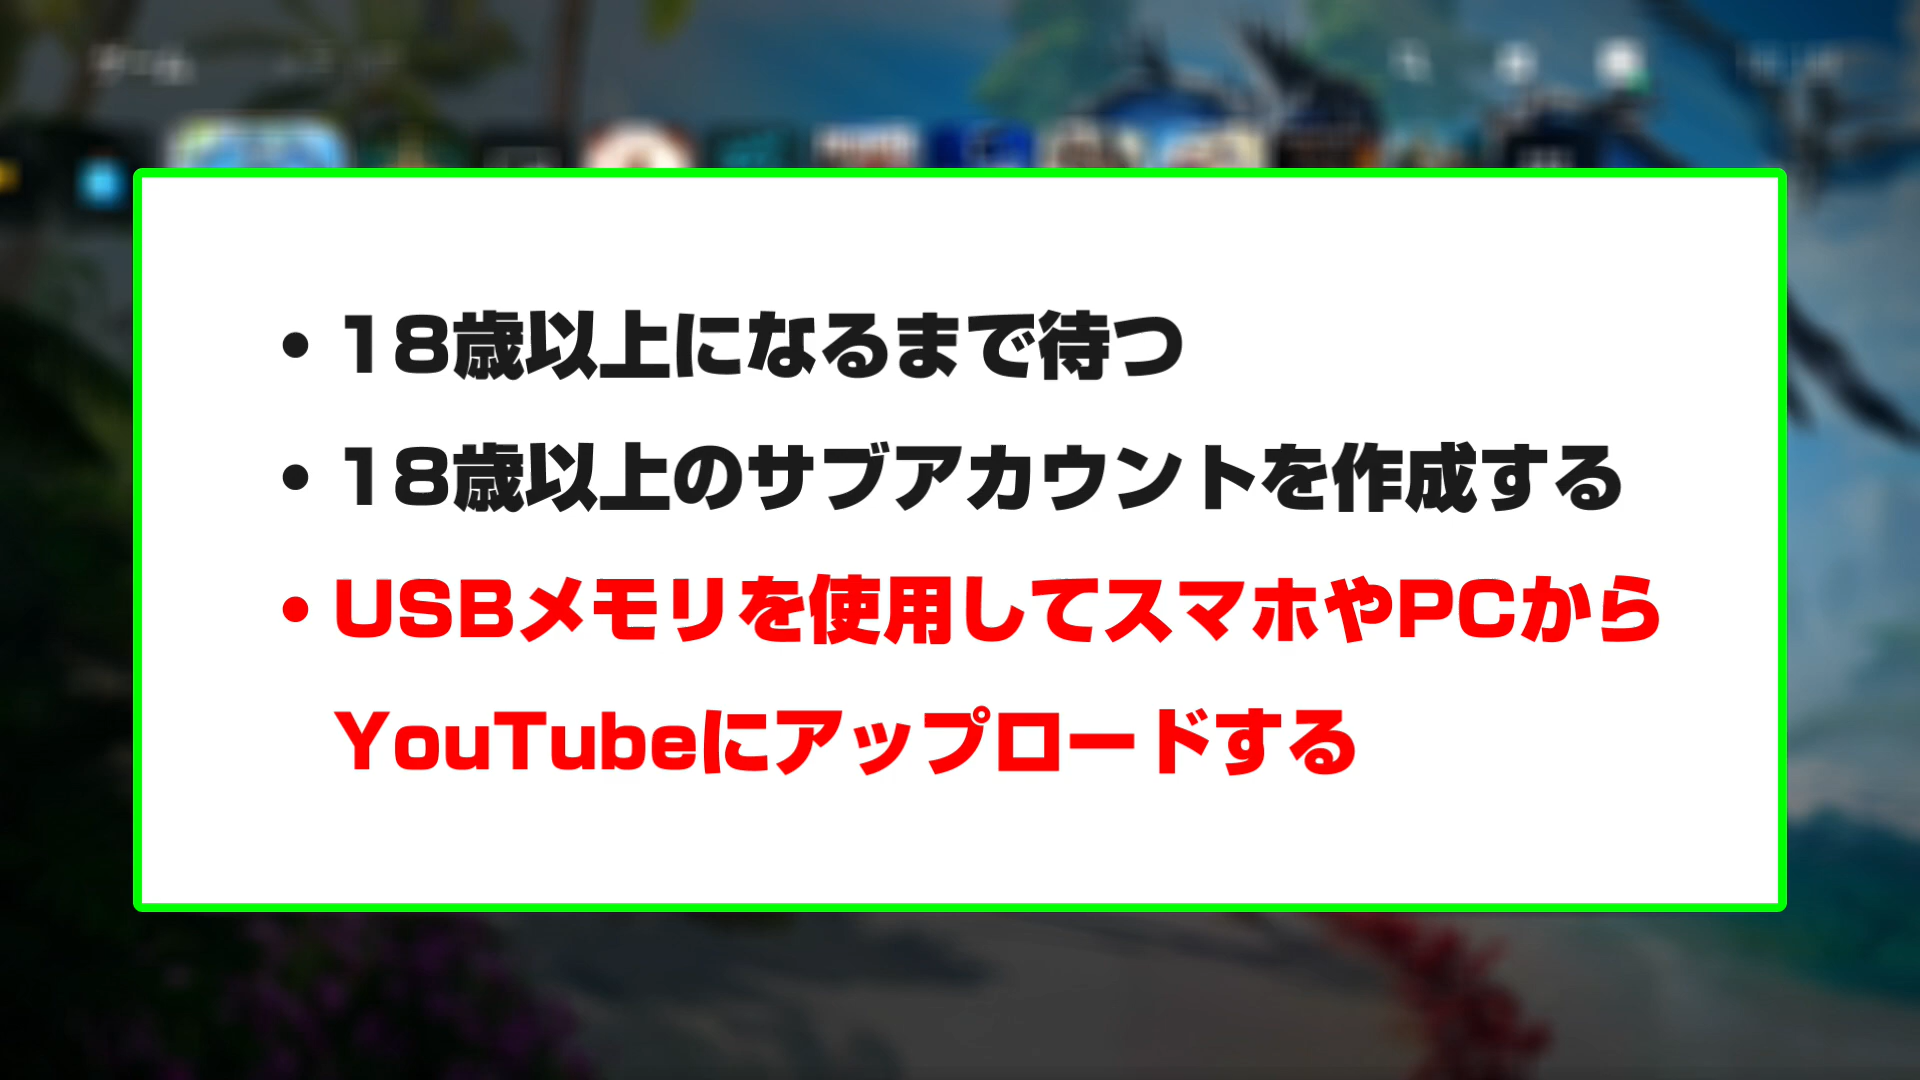 ゲーム
・18歳以上になるまで待つ
・18歳以上のサブアカウントを作成する
・USBメモリを使用してスマホやPCから
YouTubeにアップロードする